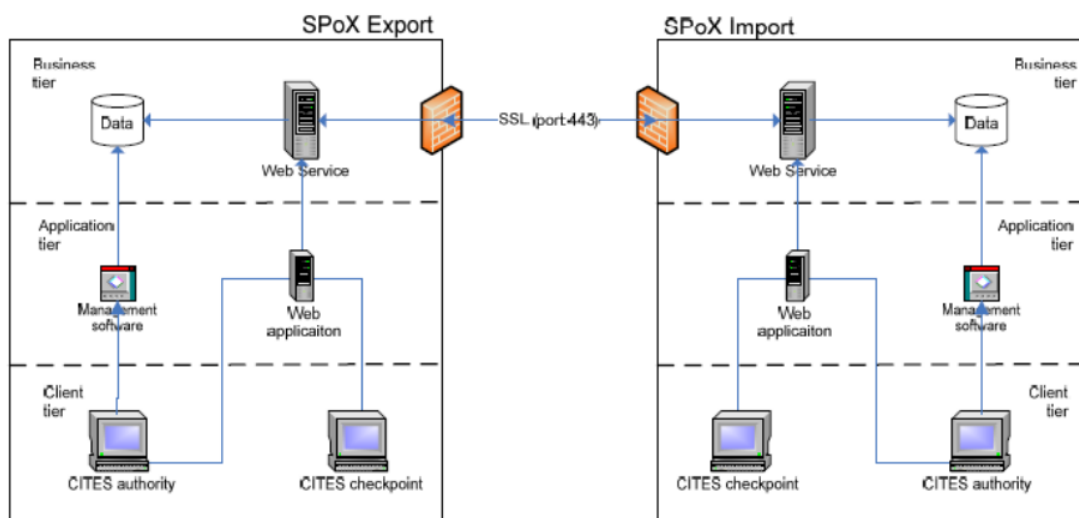 SPoX Export
SPoX Import
Business
tier
Data
Web Service
SSL (port 443)
Web Service
Data
Business
tier
Application
tier
Management
software
Web
applicaiton
Web
applicaiton
Management
software
Application
tier
Client
tier
CITES authority
CITES checkpoint
CITES checkpoint
CITES authority
Client
tier